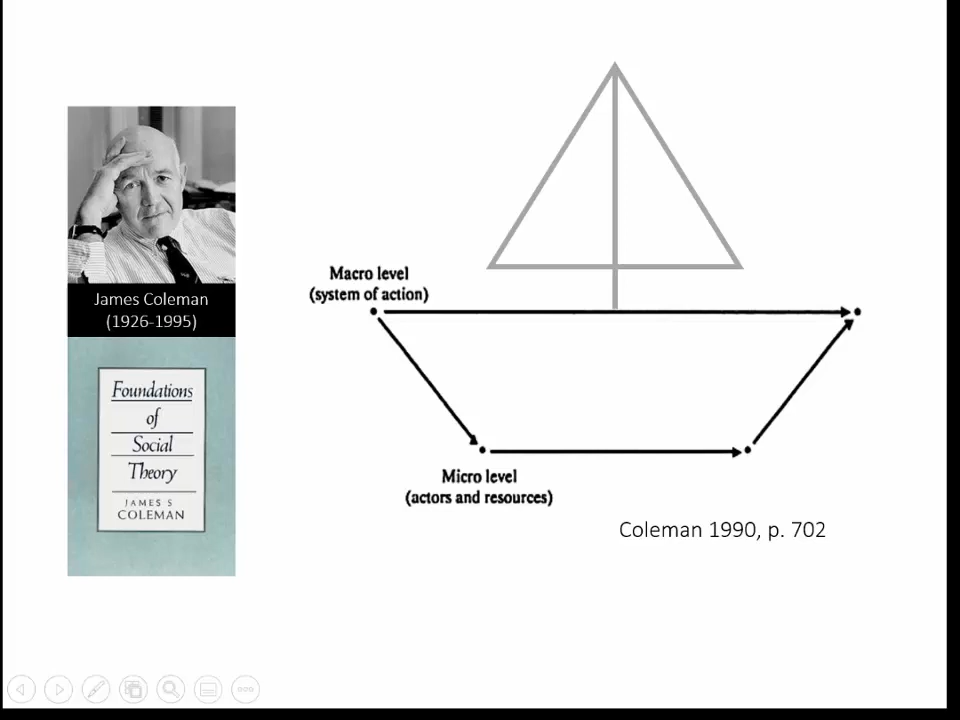 James Coleman
(1926-1995)
Foundations
of
Social
Theory
JAMES S
COLEMAN
Macro level
(system of action)
Micro level
(actors and resources)
Coleman 1990, p. 702